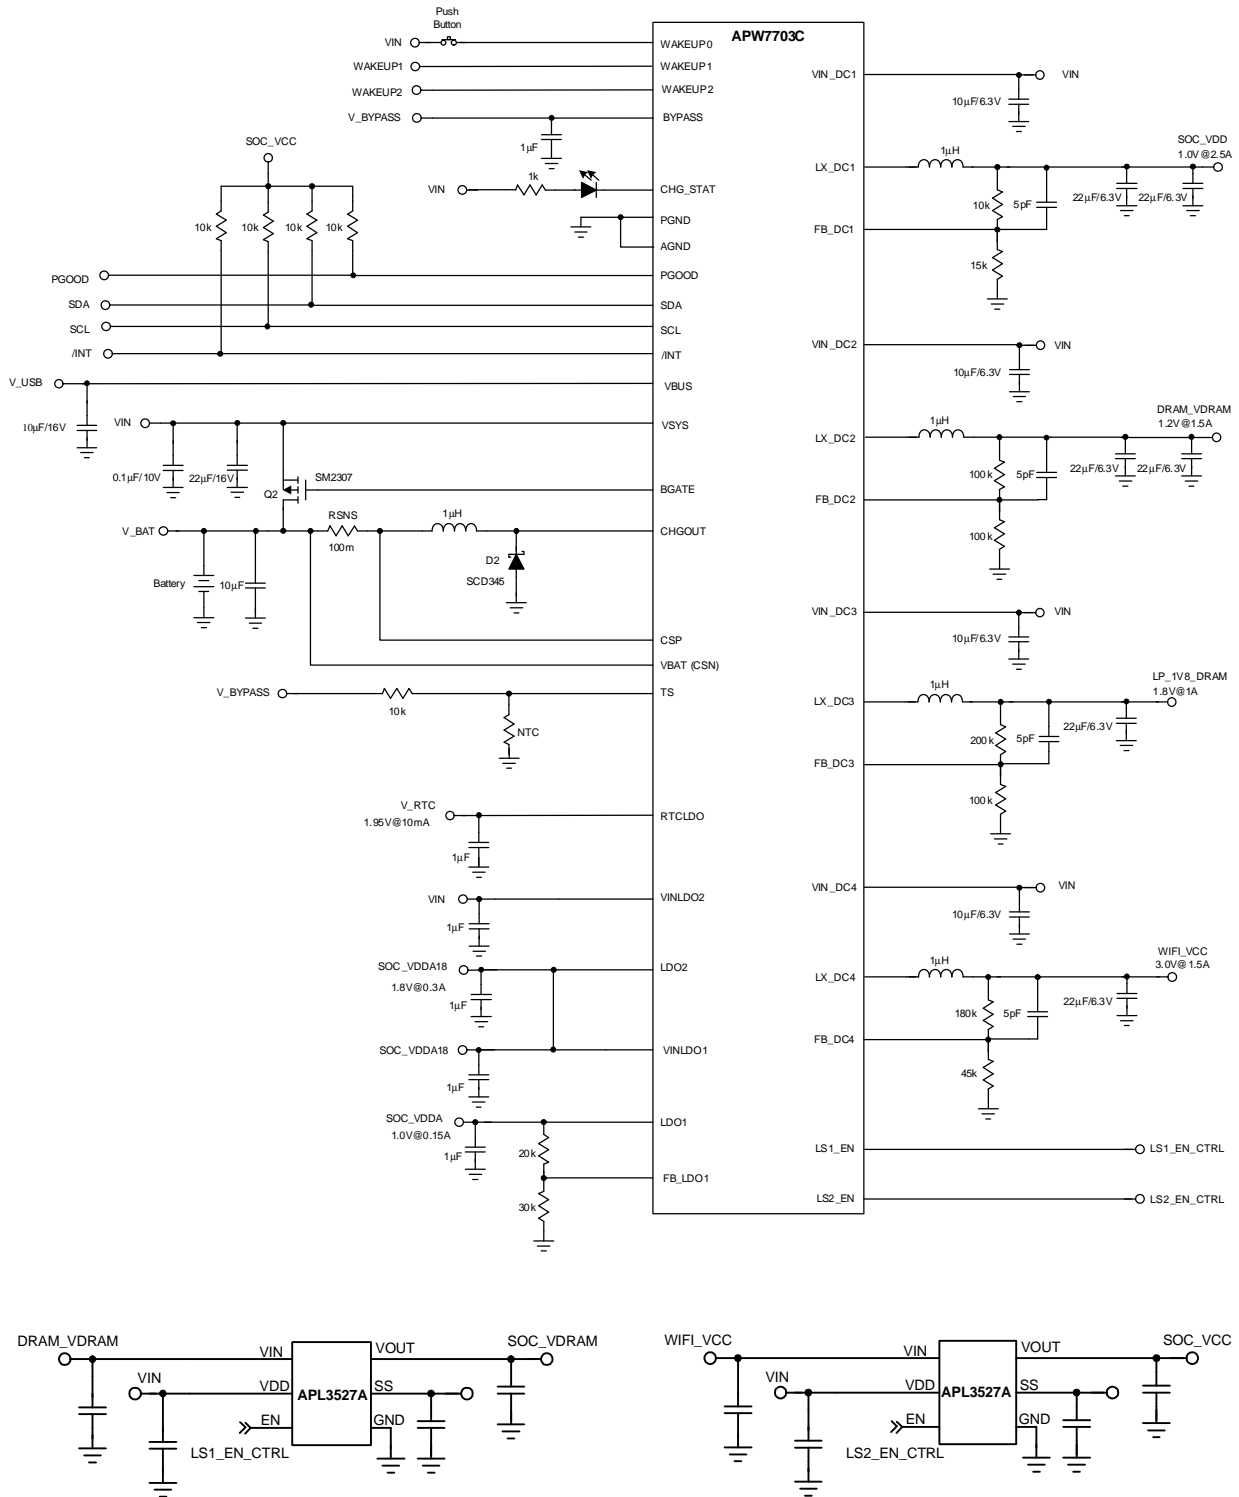 Push
Button
APW7703C
VIN
WAKEUP0
WAKEUP1
WAKEUP1
WAKEUP2
WAKEUP2
V_BYPASS
BYPASS
1µF
SOC_VCC
VIN
1k
CHG_STAT
10k
10k
10k
10k
PGND
AGND
PGOOD
PGOOD
SDA
SDA
SCL
SCL
/INT
/INT
V_USB
VBUS
10µF/16V
VIN
VSYS
0.1µF/10V
22µF/16V
SM2307
Q2
BGATE
V_BAT
RSNS
100m
1µH
CHGOUT
Battery
10µF
D2
SCD345
CSP
VBAT (CSN)
V_BYPASS
10k
TS
NTC
V_RTC
1.95V@10mA
RTCLDO
1µF
VIN
VINLDO2
1µF
SOC_VDDA18
1.8V@0.3A
LDO2
1µF
SOC_VDDA18
VINLDO1
1µF
SOC_VDDA
1.0V@0.15A
LDO1
1µF
20k
FB_LDO1
30k
VIN_DC1
VIN
10µF/6.3V
LX_DC1
1µH
SOC_VDD
1.0V@2.5A
10k
5pF
22µF/6.3V
22µF/6.3V
FB_DC1
15k
VIN_DC2
VIN
10µF/6.3V
LX_DC2
1µH
DRAM_VDRAM
1.2V@1.5A
100k
5pF
22µF/6.3V
22µF/6.3V
FB_DC2
100k
VIN_DC3
VIN
10µF/6.3V
LX_DC3
1µH
LP_1V8_DRAM
1.8V@1A
200k
5pF
22µF/6.3V
FB_DC3
100k
VIN_DC4
VIN
10µF/6.3V
LX_DC4
1µH
WIFI_VCC
3.0V@1.5A
180k
5pF
22µF/6.3V
FB_DC4
45k
LS1_EN
LS1_EN_CTRL
LS2_EN
LS2_EN_CTRL
DRAM_VDRAM
VIN
VOUT
SOC_VDRAM
VIN
VDD
APL3527A
SS
EN
GND
LS1_EN_CTRL
WIFI_VCC
VIN
VOUT
SOC_VCC
VIN
VDD
APL3527A
SS
EN
GND
LS2_EN_CTRL